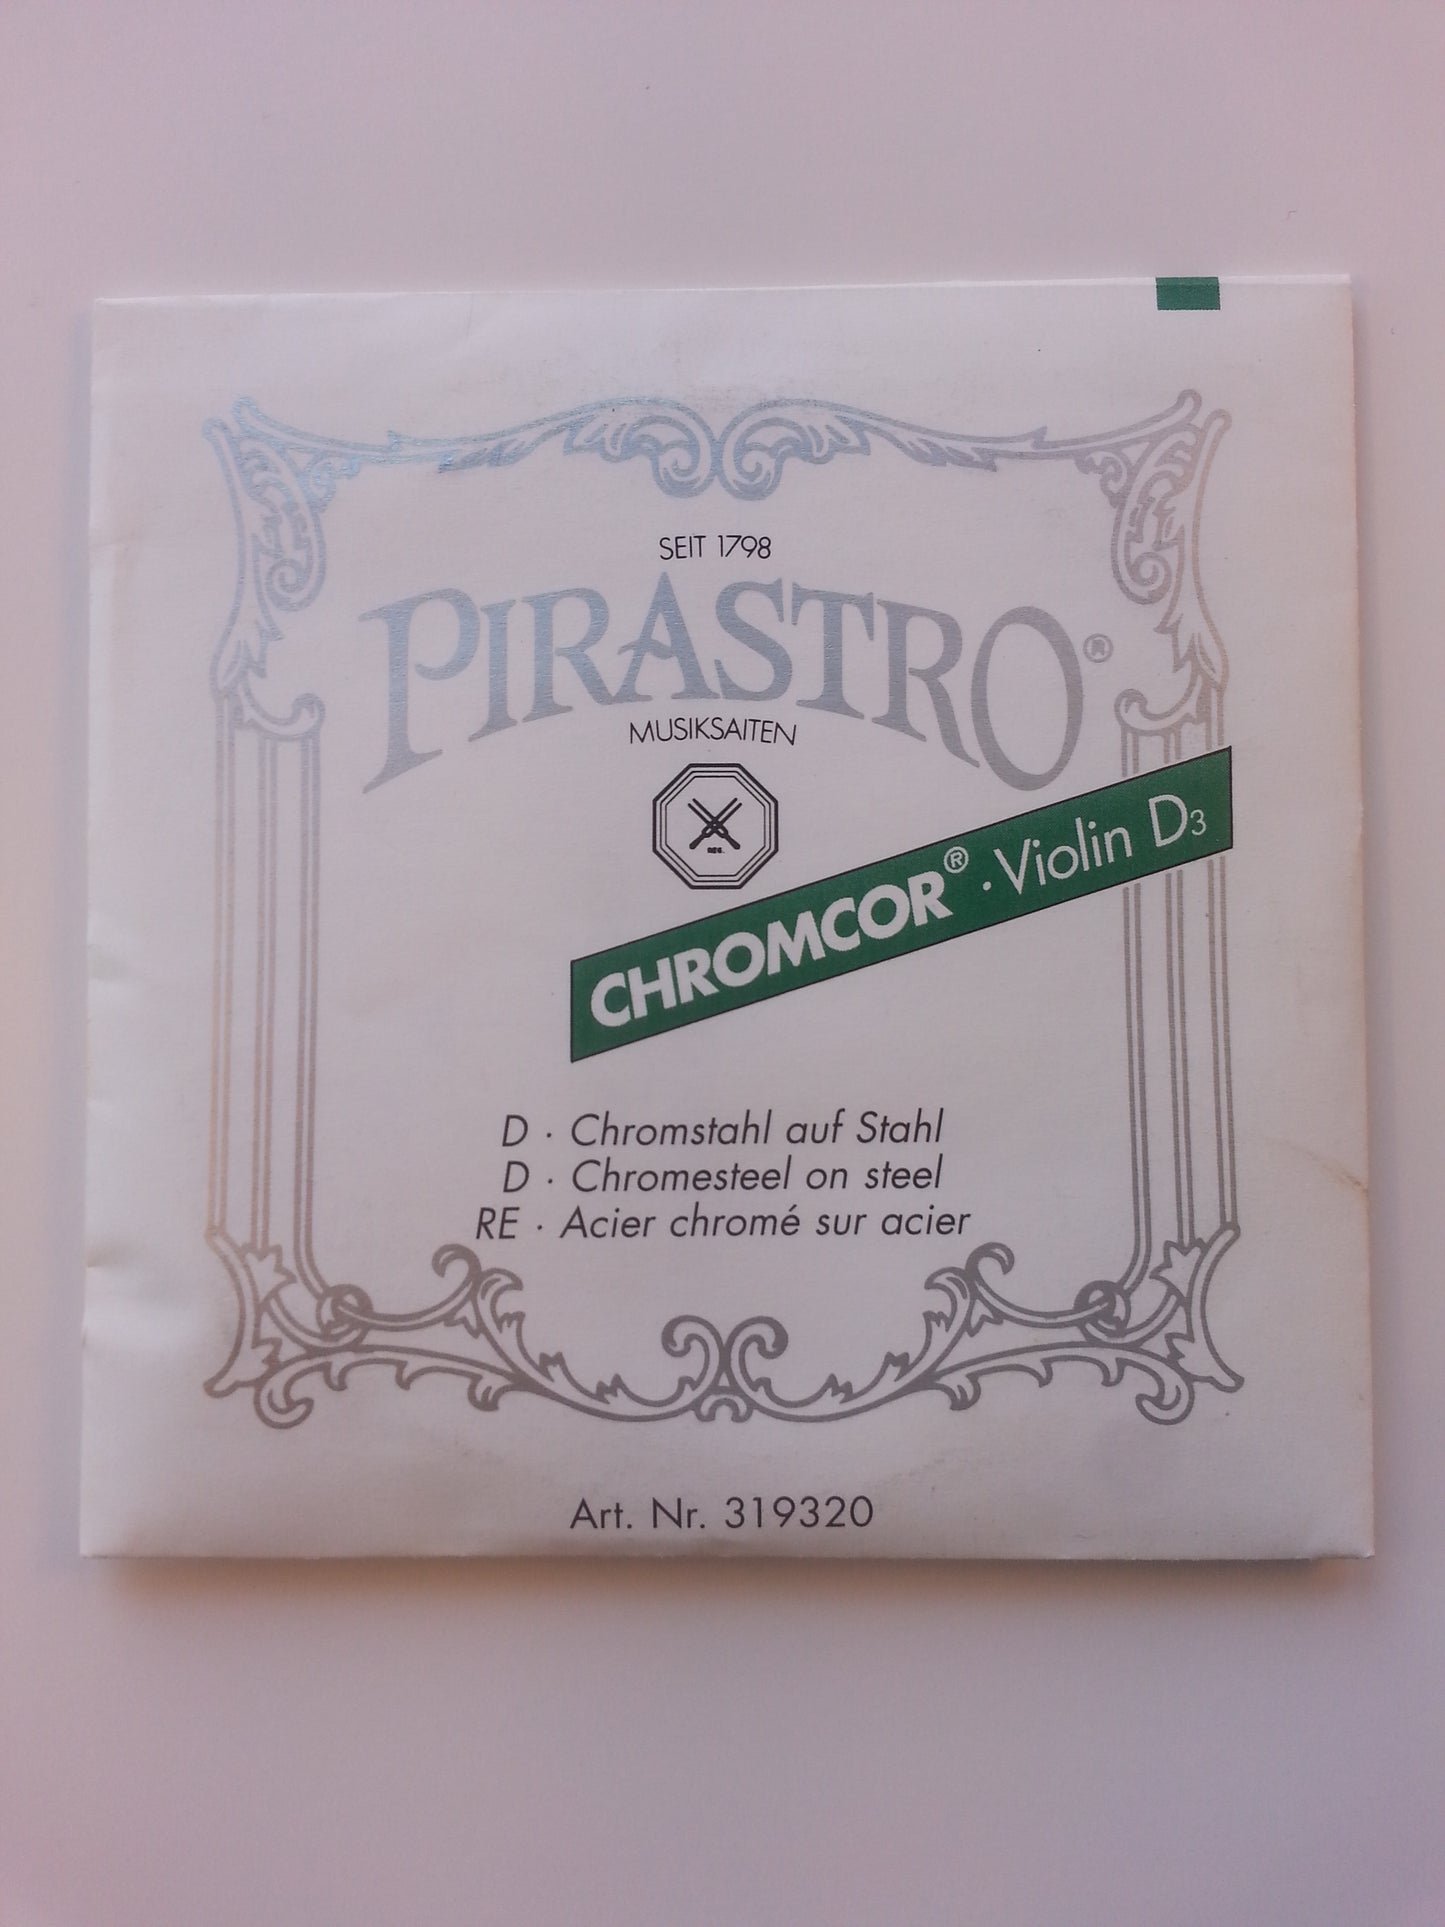 SEIT 1798
PIRASTRO®
MUSIKSAITEN
CHROMCOR® · Violin D3
D · Chromstahl auf Stahl
D · Chromesteel on steel
RE · Acier chromé sur acier
Art. Nr. 319320